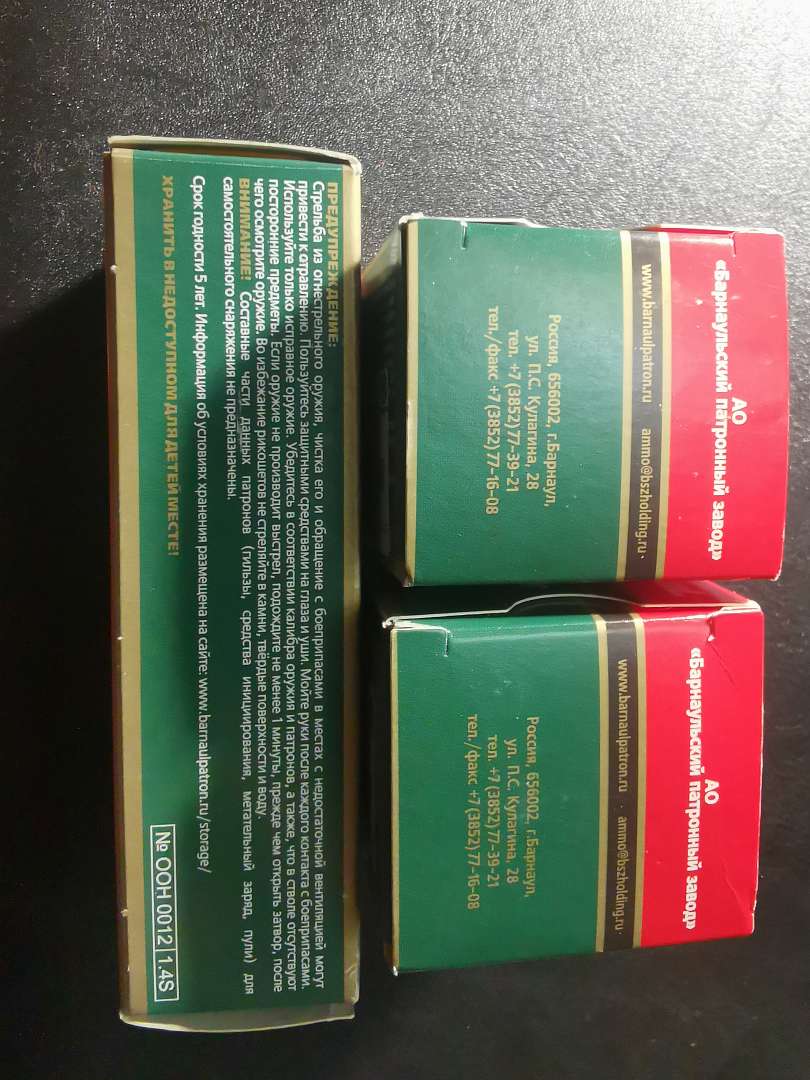 ПРЕДУПРЕЖДЕНИЕ:
Стрельба из огнестрельного оружия, чистка его и обращение с боеприпасами в местах с недостаточной вентиляцией могут
привести к отравлению. Пользуйтесь защитными средствами на глаза и уши. Мойте руки после каждого контакта с боеприпасами.
Используйте только исправное оружие. Убедитесь в соответствии калибра оружия и патронов, а также, что в стволе отсутствуют
посторонние предметы. Если оружие не производит выстрел, подождите не менее 1 минуты, прежде чем открыть затвор, после
чего осмотрите оружие. Во избежание рикошетов не стреляйте в камни, твёрдые поверхности и воду.
ВНИМАНИЕ! Составные части данных патронов (гильзы, средства инициирования, метательный заряд, пули) для
самостоятельного снаряжения не предназначены.
Срок годности 5 лет. Информация об условиях хранения размещена на сайте: www.barnaulpatron.ru/storage/
ХРАНИТЬ В НЕДОСТУПНОМ ДЛЯ ДЕТЕЙ МЕСТЕ!
№ ООН 0012 1.4S
АО
«Барнаульский патронный завод»
www.barnaulpatron.ru · ammo@bszholding.ru ·
Россия, 656002, г.Барнаул,
ул. П.С. Кулагина, 28
тел. +7 (3852) 77-39-21
тел./факс +7 (3852) 77-16-08
АО
«Барнаульский патронный завод»
www.barnaulpatron.ru · ammo@bszholding.ru ·
Россия, 656002, г.Барнаул,
ул. П.С. Кулагина, 28
тел. +7 (3852) 77-39-21
тел./факс +7 (3852) 77-16-08